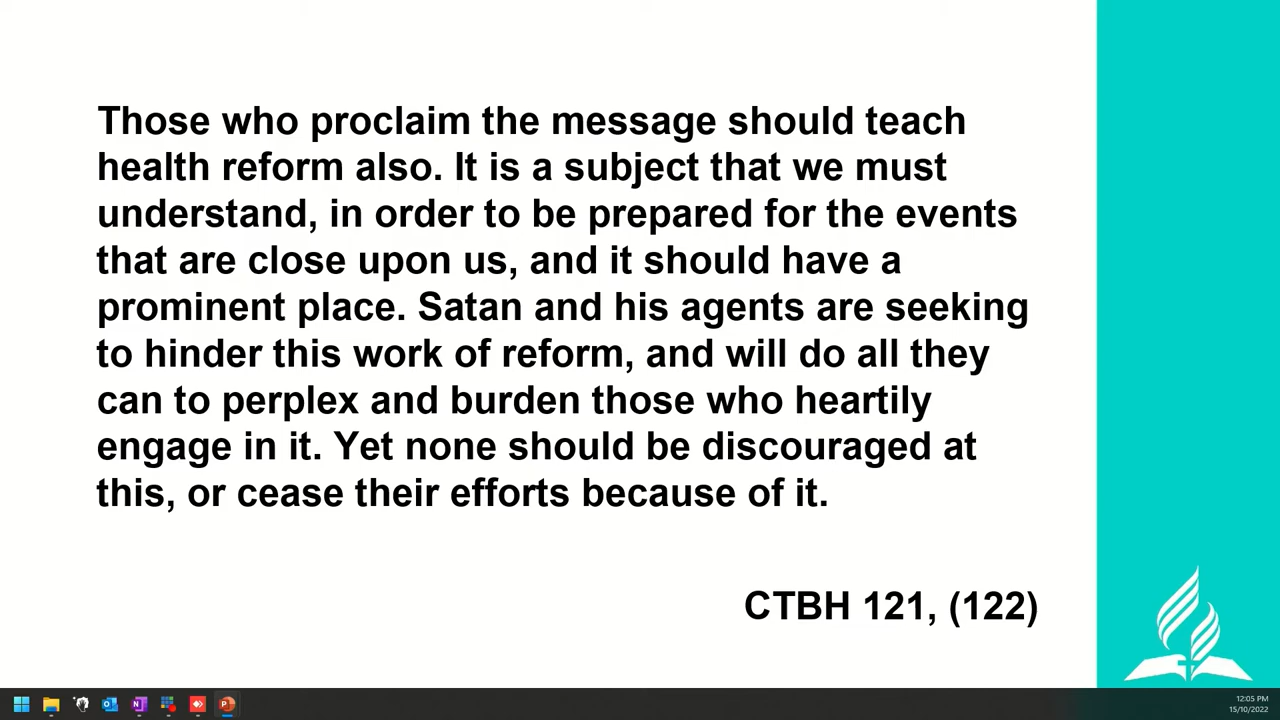 Those who proclaim the message should teach
health reform also. It is a subject that we must
understand, in order to be prepared for the events
that are close upon us, and it should have a
prominent place. Satan and his agents are seeking
to hinder this work of reform, and will do all they
can to perplex and burden those who heartily
engage in it. Yet none should be discouraged at
this, or cease their efforts because of it.
CTBH 121, (122)
12:05 PM
15/10/2022